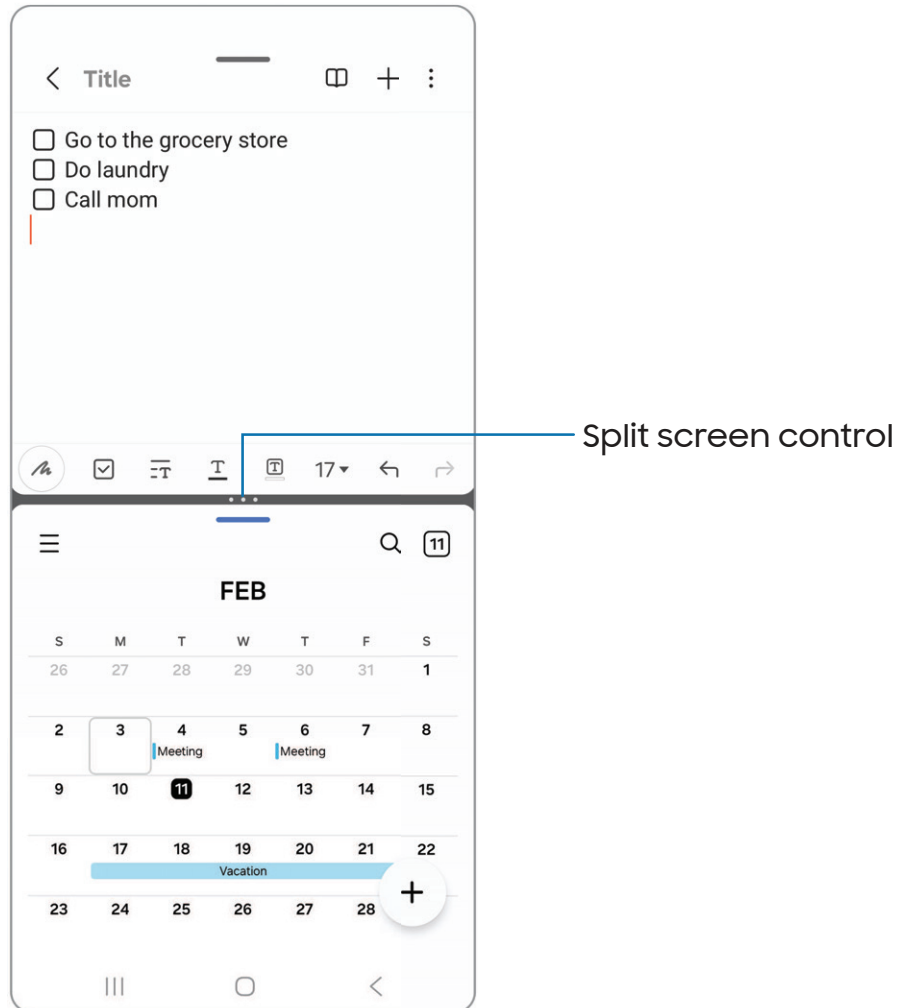 Title
Go to the grocery store
Do laundry
Call mom
Split screen control
T T T 17
11
FEB
S M T W T F S
26 27 28 29 30 31 1
2 3 4 5 6 7 8
Meeting Meeting
9 10 11 12 13 14 15
16 17 18 19 20 21 22
Vacation
23 24 25 26 27 28